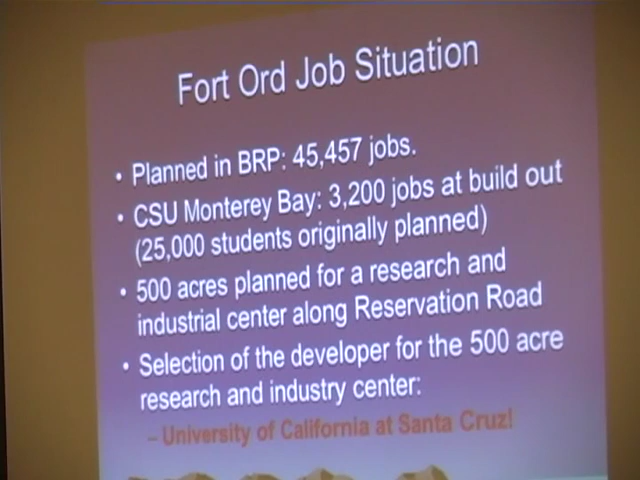 Fort Ord Job Situation
• Planned in BRP: 45,457 jobs.
• CSU Monterey Bay: 3,200 jobs at build out
(25,000 students originally planned)
• 500 acres planned for a research and
industrial center along Reservation Road
• Selection of the developer for the 500 acre
research and industry center:
– University of California at Santa Cruz!